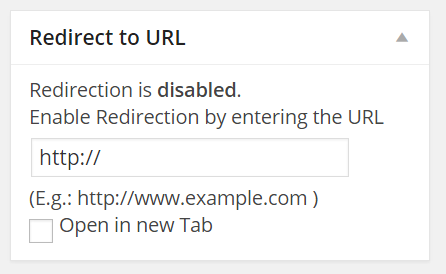 Redirect to URL
Redirection is disabled.
Enable Redirection by entering the URL
http://
(E.g.: http://www.example.com )
Open in new Tab